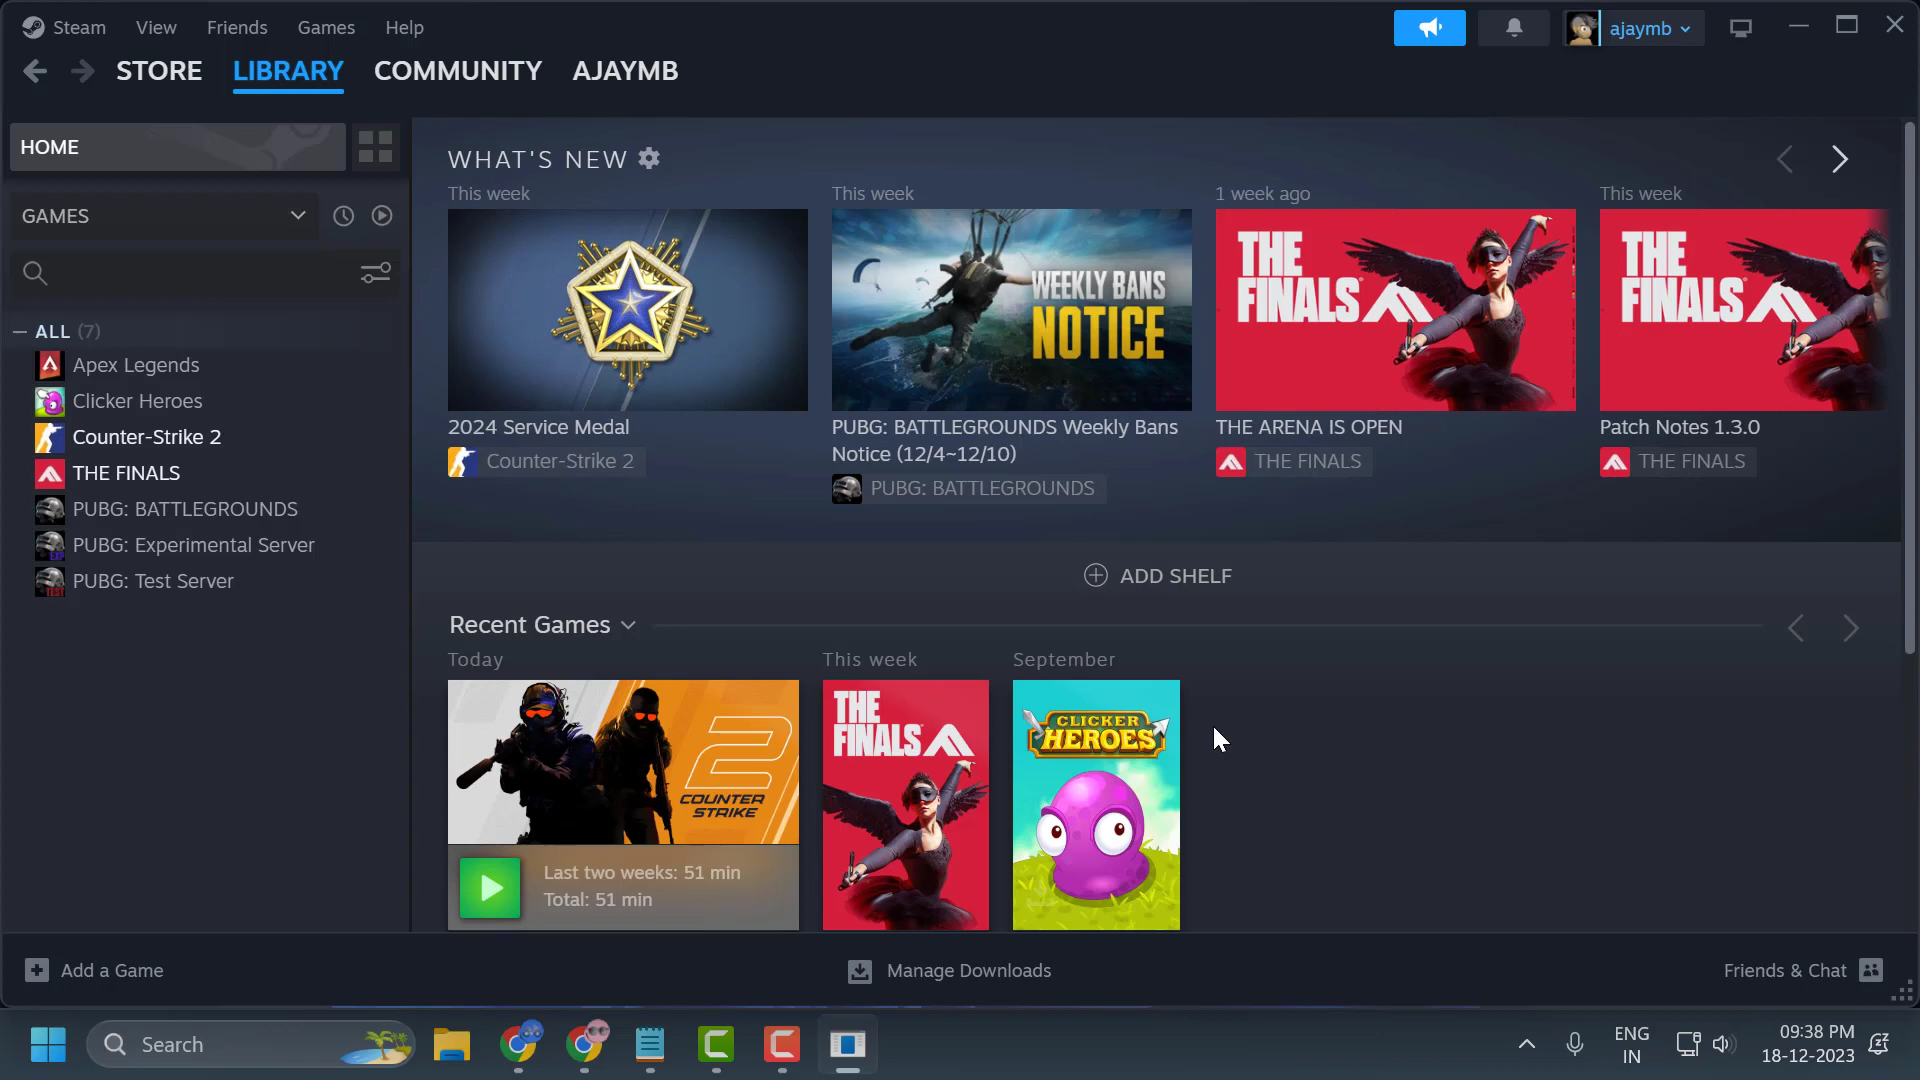 Steam View Friends Games Help
ajaymb
STORE LIBRARY COMMUNITY AJAYMB
HOME
GAMES
ALL (7)
Apex Legends
Clicker Heroes
Counter-Strike 2
THE FINALS
PUBG: BATTLEGROUNDS
PUBG: Experimental Server
PUBG: Test Server
WHAT'S NEW
This week
2024 Service Medal
Counter-Strike 2
This week
WEEKLY BANS
NOTICE
PUBG: BATTLEGROUNDS Weekly Bans
Notice (12/4~12/10)
PUBG: BATTLEGROUNDS
1 week ago
THE
FINALS
THE ARENA IS OPEN
THE FINALS
This week
THE
FINALS
Patch Notes 1.3.0
THE FINALS
ADD SHELF
Recent Games
Today
2
COUNTER
STRIKE
Last two weeks: 51 min
Total: 51 min
This week
THE
FINALS
September
CLICKER
HEROES
Add a Game
Manage Downloads
Friends & Chat
Search
ENG
IN
09:38 PM
18-12-2023